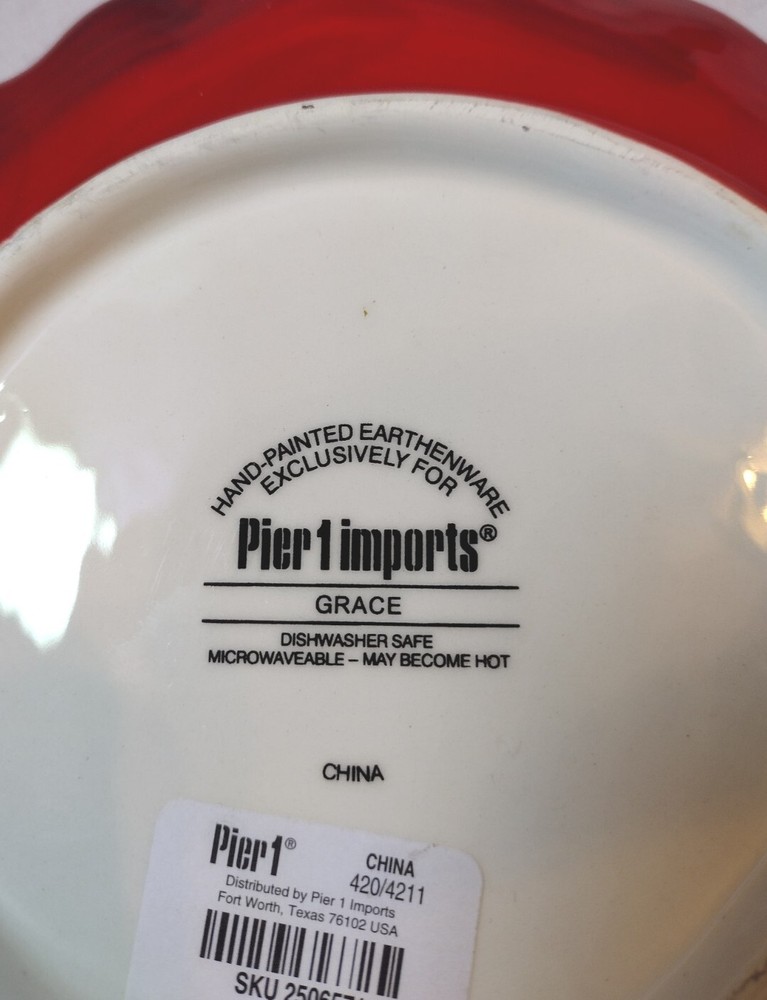 HAND-PAINTED EARTHENWARE
EXCLUSIVELY FOR
Pier 1 imports®
GRACE
DISHWASHER SAFE
MICROWAVEABLE – MAY BECOME HOT
CHINA
Pier 1®
CHINA
420/4211
Distributed by Pier 1 Imports
Fort Worth, Texas 76102 USA
SKU